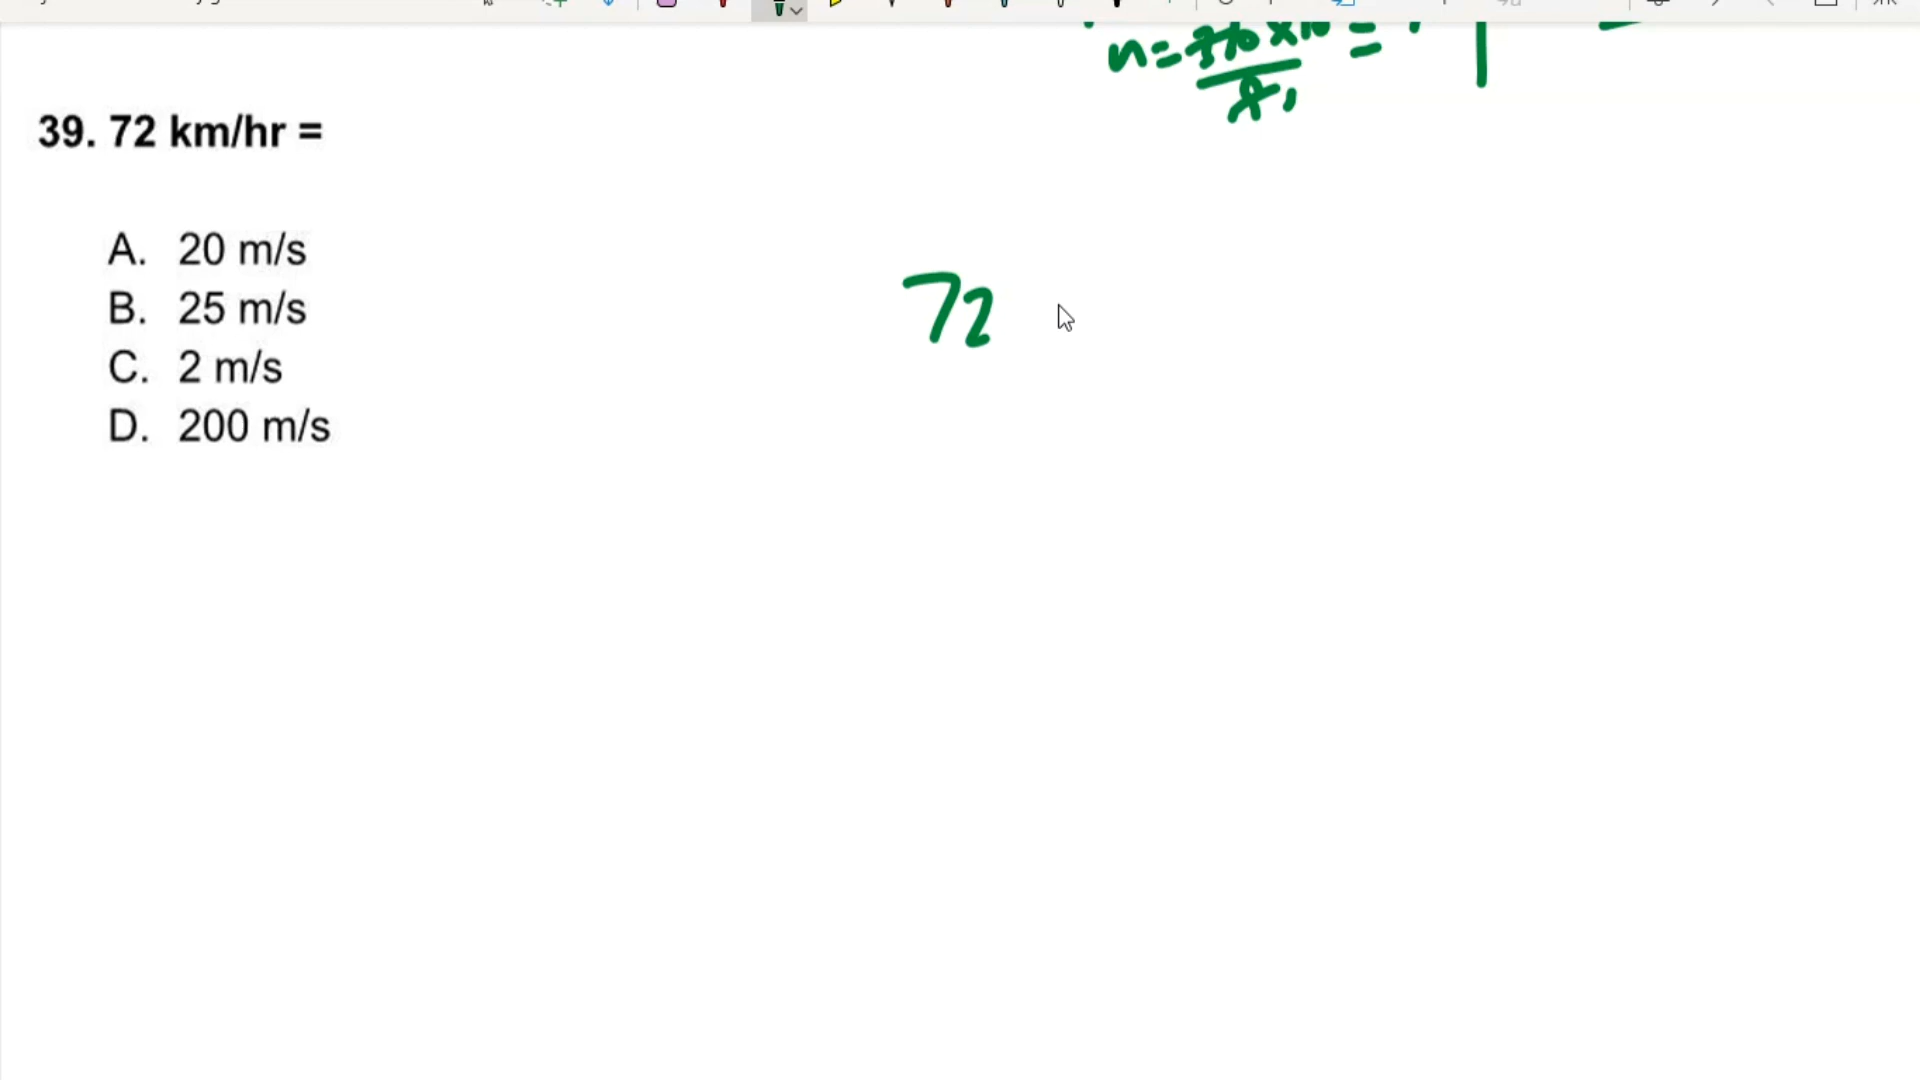 n = 
39. 72 km/hr =
A. 20 m/s
B. 25 m/s
72
C. 2 m/s
D. 200 m/s